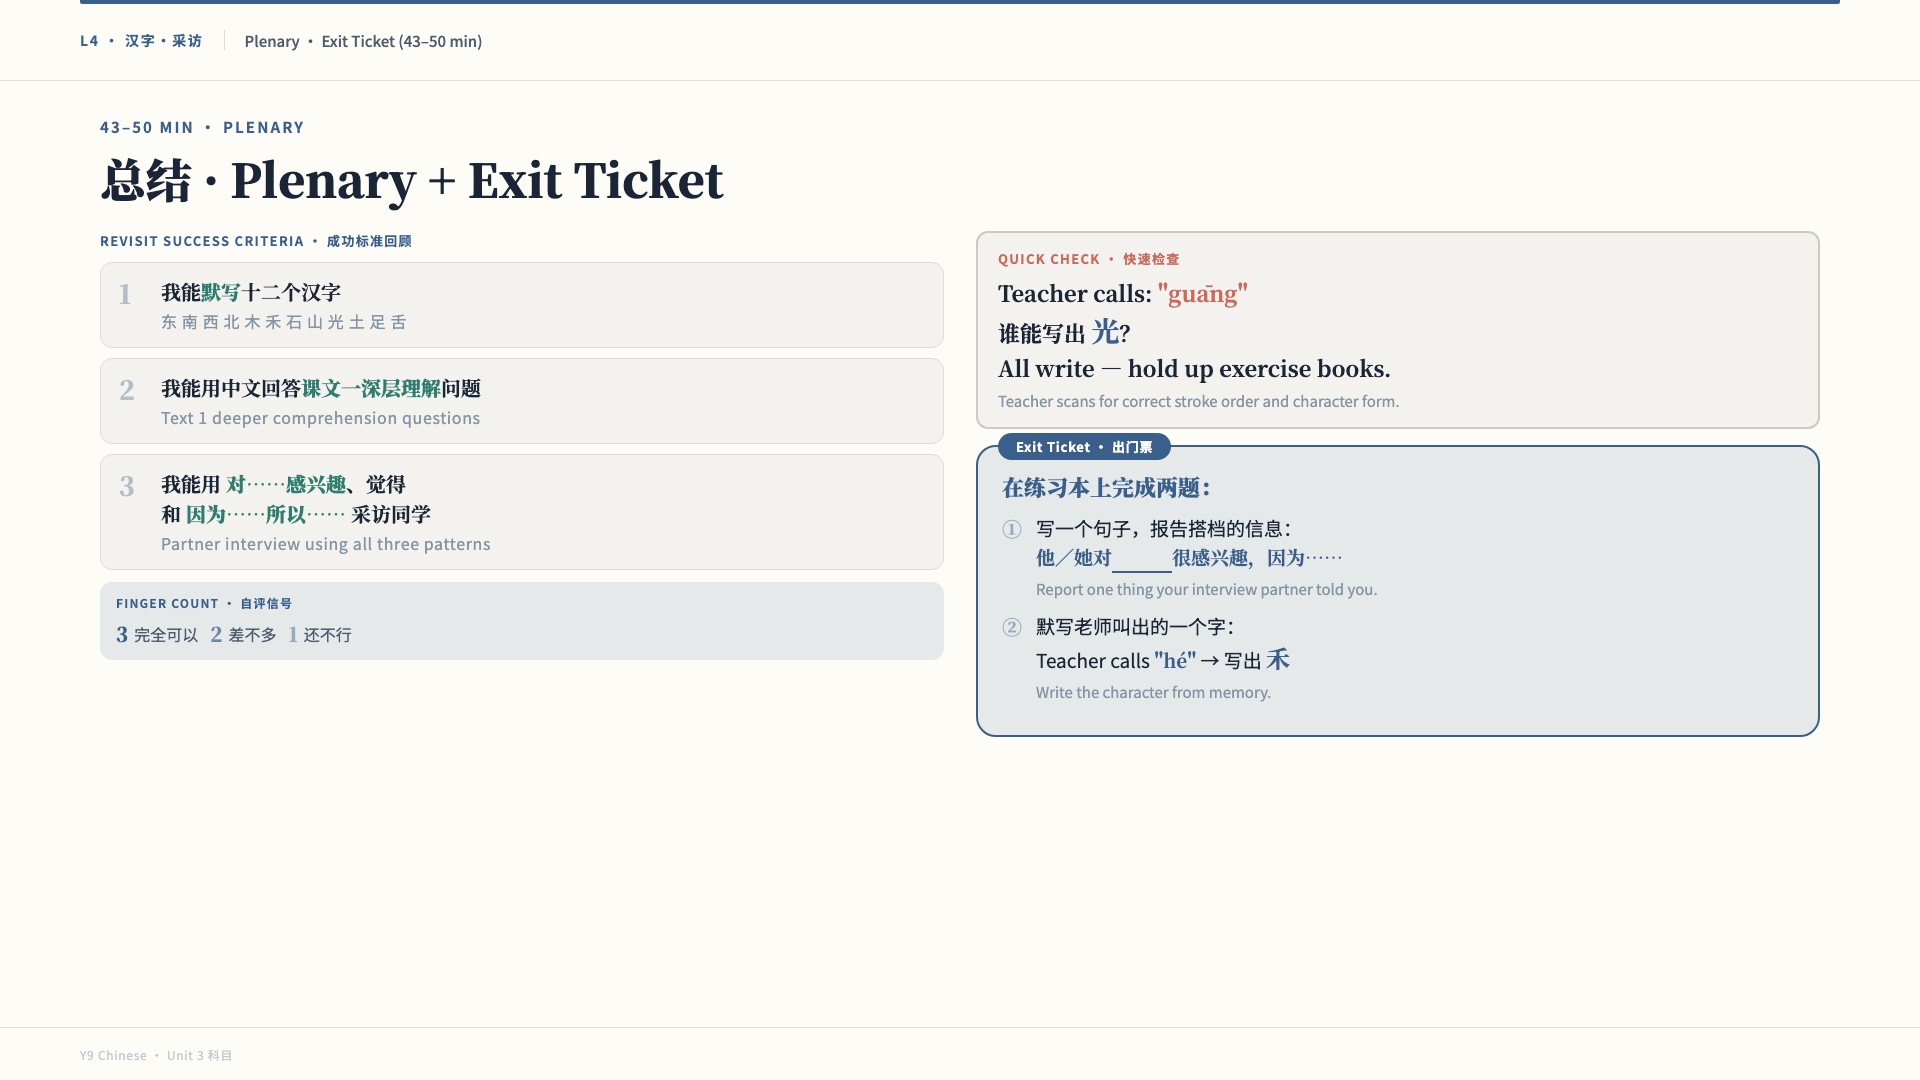 L4 • 汉字 • 采访
Plenary • Exit Ticket (43–50 min)
43–50 MIN • PLENARY
总结 · Plenary + Exit Ticket
REVISIT SUCCESS CRITERIA • 成功标准回顾
1
我能默写十二个汉字
东 南 西 北 木 禾 石 山 光 土 足 舌
2
我能用中文回答课文一深层理解问题
Text 1 deeper comprehension questions
3
我能用 对……感兴趣、觉得
和 因为……所以…… 采访同学
Partner interview using all three patterns
FINGER COUNT • 自评信号
3 完全可以 2 差不多 1 还不行
QUICK CHECK • 快速检查
Teacher calls: "guāng"
谁能写出 光?
All write — hold up exercise books.
Teacher scans for correct stroke order and character form.
Exit Ticket • 出门票
在练习本上完成两题：
① 写一个句子，报告搭档的信息：
他／她对______很感兴趣，因为……
Report one thing your interview partner told you.
② 默写老师叫出的一个字：
Teacher calls "hé" → 写出 禾
Write the character from memory.
Y9 Chinese • Unit 3 科目